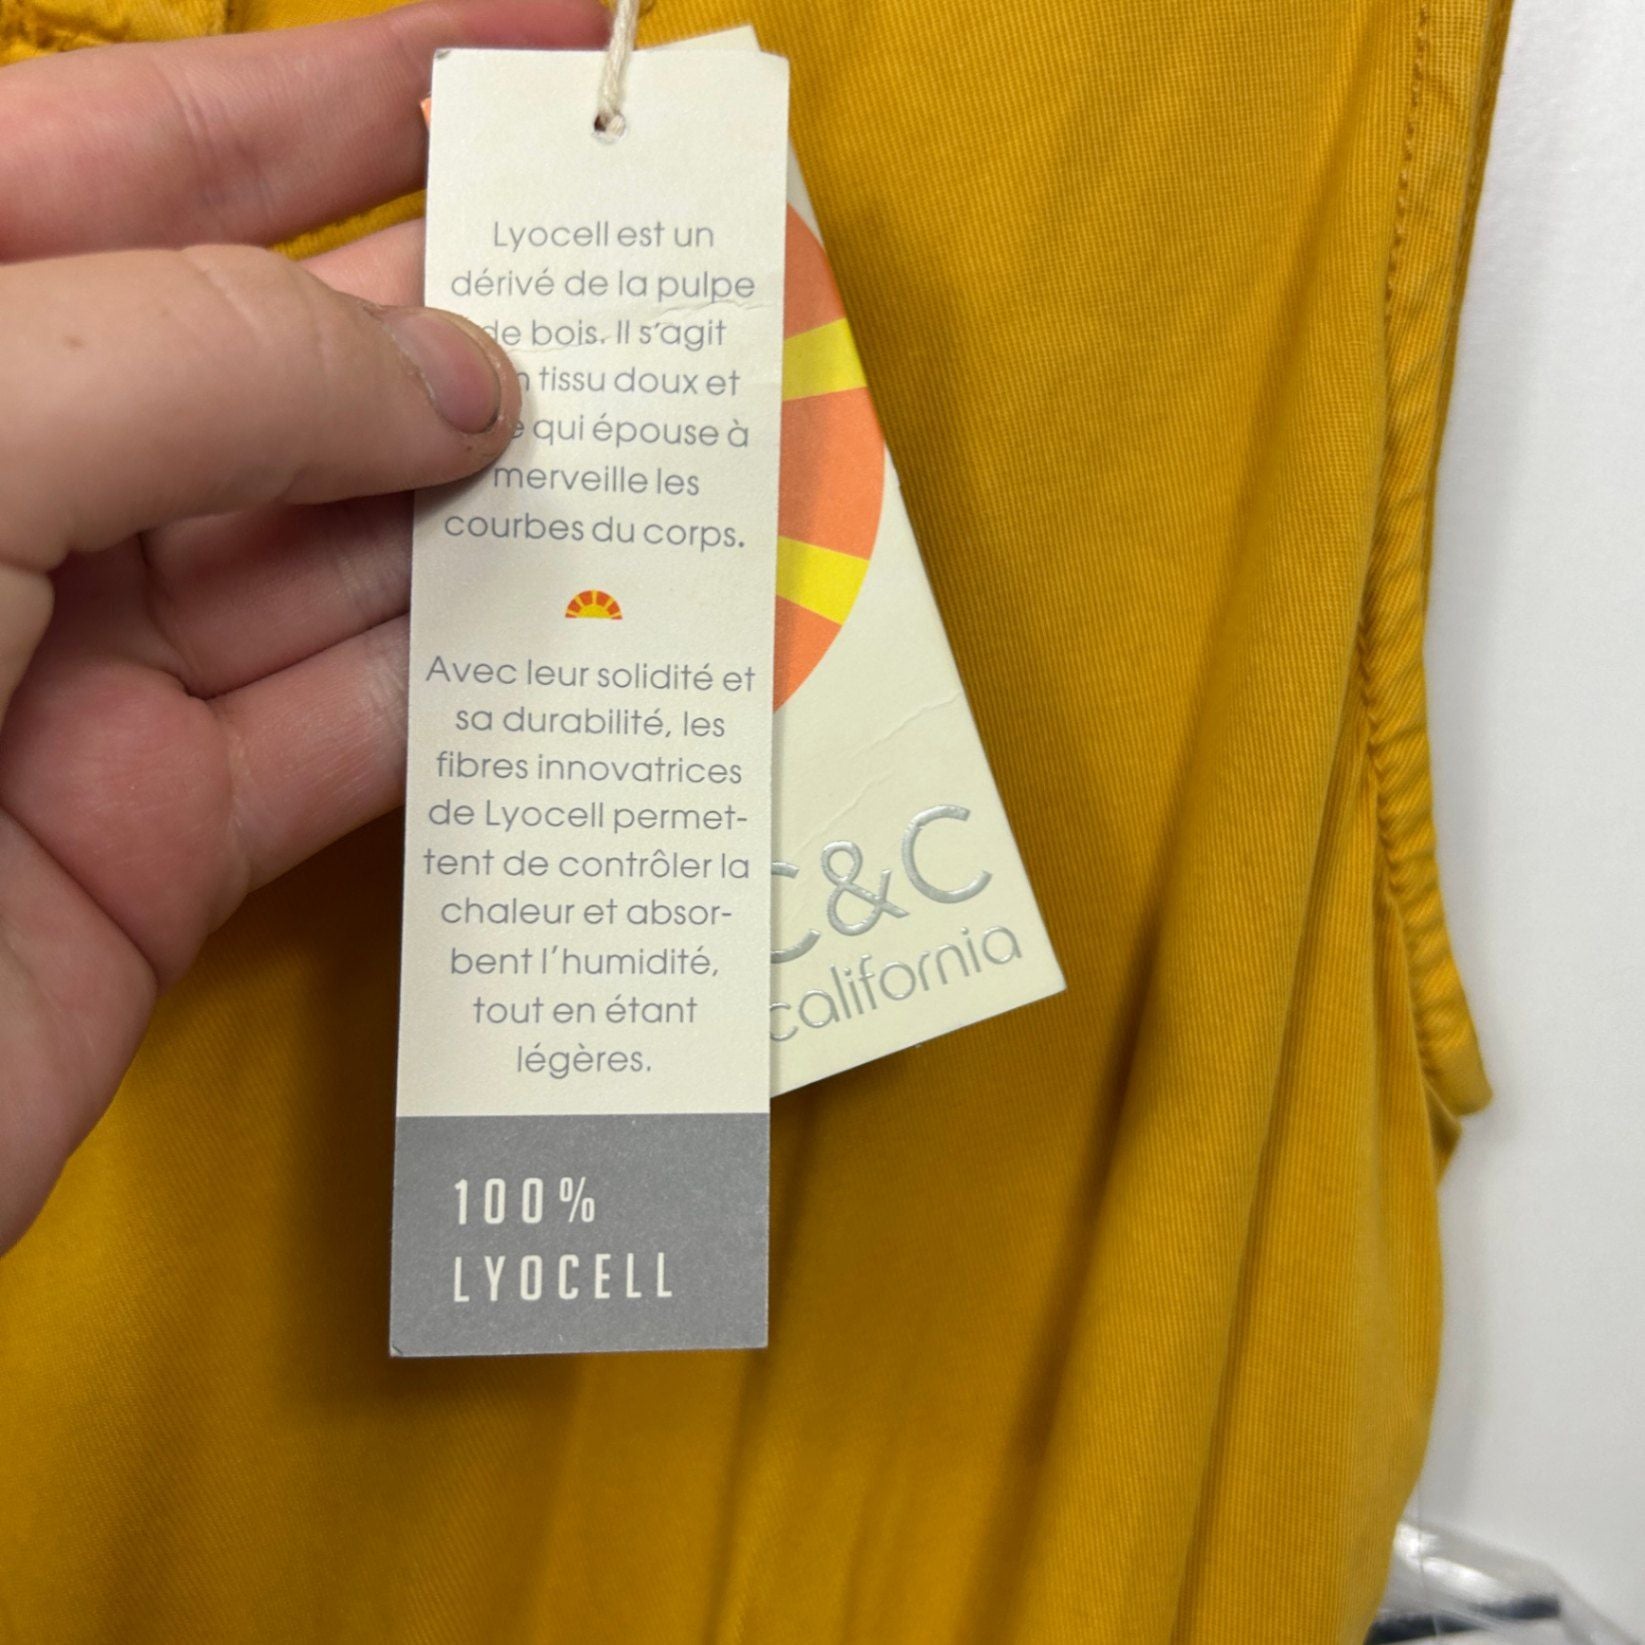 Lyocell est un
dérivé de la pulpe
de bois. Il s'agit
tissu doux et
qui épouse à
merveille les
courbes du corps.
Avec leur solidité et
sa durabilité, les
fibres innovatrices
de Lyocell permet-
tent de contrôler la
chaleur et absor-
bent l'humidité,
tout en étant
légères.
100%
LYOCELL
C&C
california